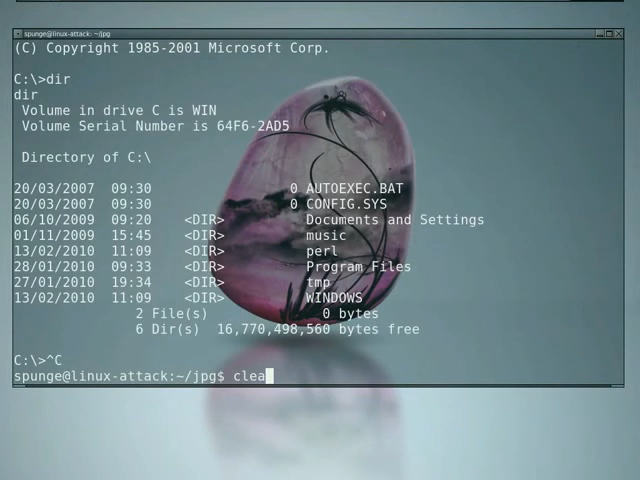 spunge@linux-attack: ~/jpg
(C) Copyright 1985-2001 Microsoft Corp.
C:\>dir
dir
Volume in drive C is WIN
Volume Serial Number is 64F6-2AD5
Directory of C:\
20/03/2007 09:30 0 AUTOEXEC.BAT
20/03/2007 09:30 0 CONFIG.SYS
06/10/2009 09:20 <DIR> Documents and Settings
01/11/2009 15:45 <DIR> music
13/02/2010 11:09 <DIR> perl
28/01/2010 09:33 <DIR> Program Files
27/01/2010 19:34 <DIR> tmp
13/02/2010 11:09 <DIR> WINDOWS
2 File(s) 0 bytes
6 Dir(s) 16,770,498,560 bytes free
C:\>^C
spunge@linux-attack:~/jpg$ clea